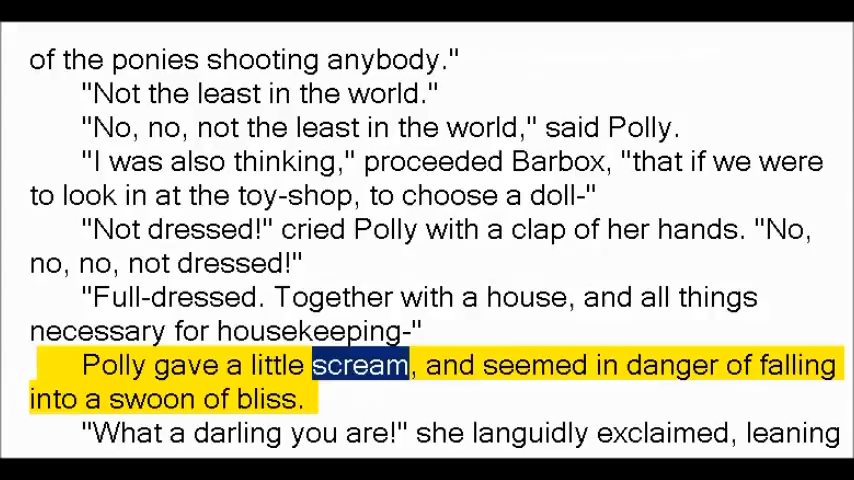 of the ponies shooting anybody."
"Not the least in the world."
"No, no, not the least in the world," said Polly.
"I was also thinking," proceeded Barbox, "that if we were
to look in at the toy-shop, to choose a doll-"
"Not dressed!" cried Polly with a clap of her hands. "No,
no, no, not dressed!"
"Full-dressed. Together with a house, and all things
necessary for housekeeping-"
Polly gave a little scream, and seemed in danger of falling
into a swoon of bliss.
"What a darling you are!" she languidly exclaimed, leaning